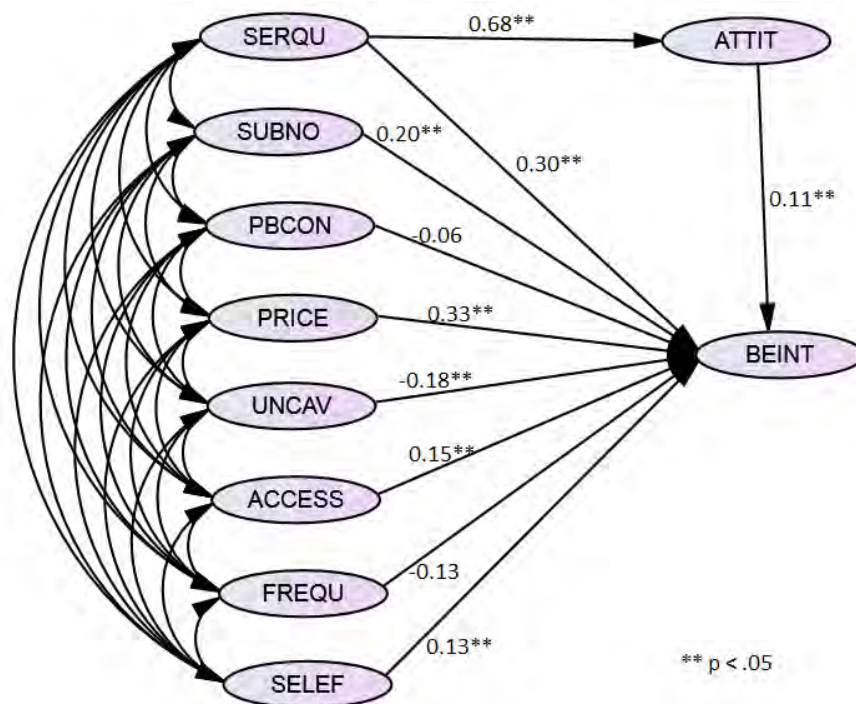 SERQU
0.68**
ATTIT
SUBNO
0.20**
0.30**
0.11**
PBCON
-0.06
PRICE
0.33**
BEINT
UNCAV
-0.18**
ACCESS
0.15**
FREQU
-0.13
SELEF
0.13**
** p < .05